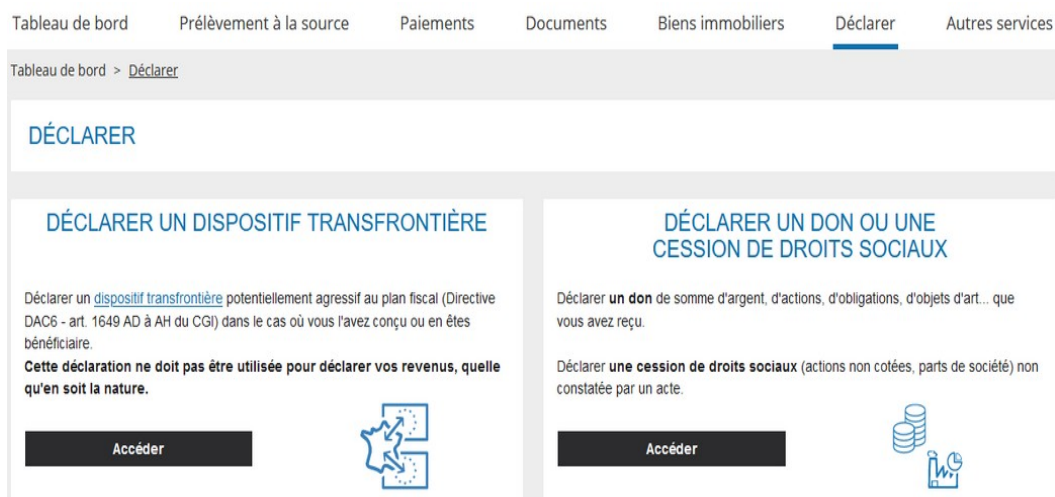 Tableau de bord Prélèvement à la source Paiements Documents Biens immobiliers Déclarer Autres services
Tableau de bord > Déclarer
DÉCLARER
DÉCLARER UN DISPOSITIF TRANSFRONTIÈRE
Déclarer un dispositif transfrontière potentiellement agressif au plan fiscal (Directive
DAC6 - art. 1649 AD à AH du CGI) dans le cas où vous l'avez conçu ou en êtes
bénéficiaire.
Cette déclaration ne doit pas être utilisée pour déclarer vos revenus, quelle
qu'en soit la nature.
Accéder
DÉCLARER UN DON OU UNE
CESSION DE DROITS SOCIAUX
Déclarer un don de somme d'argent, d'actions, d'obligations, d'objets d'art... que
vous avez reçu.
Déclarer une cession de droits sociaux (actions non cotées, parts de société) non
constatée par un acte.
Accéder